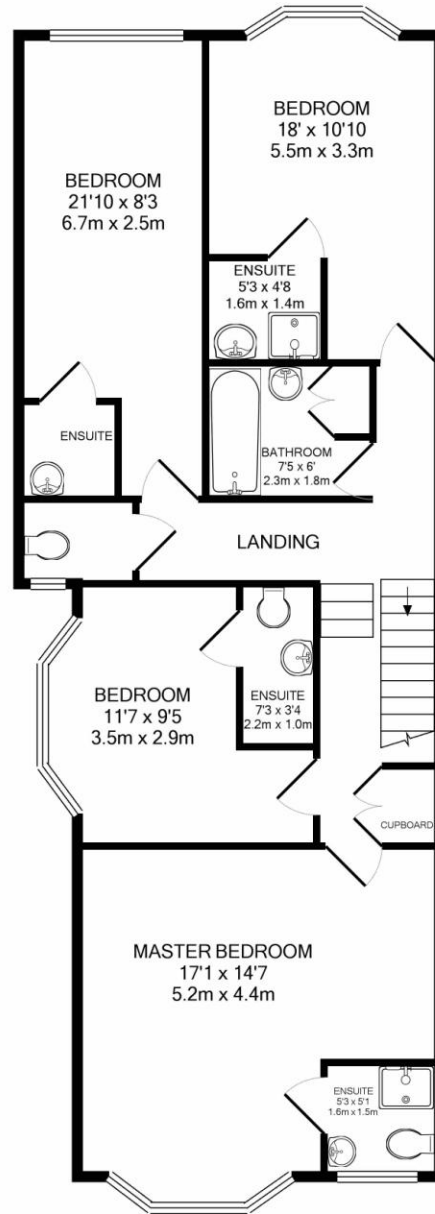 BEDROOM
18' x 10'10
5.5m x 3.3m
BEDROOM
21'10 x 8'3
6.7m x 2.5m
ENSUITE
5'3 x 4'8
1.6m x 1.4m
ENSUITE
BATHROOM
7'5 x 6'
2.3m x 1.8m
LANDING
BEDROOM
11'7 x 9'5
3.5m x 2.9m
ENSUITE
7'3 x 3'4
2.2m x 1.0m
CUPBOARD
MASTER BEDROOM
17'1 x 14'7
5.2m x 4.4m
ENSUITE
5'3 x 5'1
1.6m x 1.5m